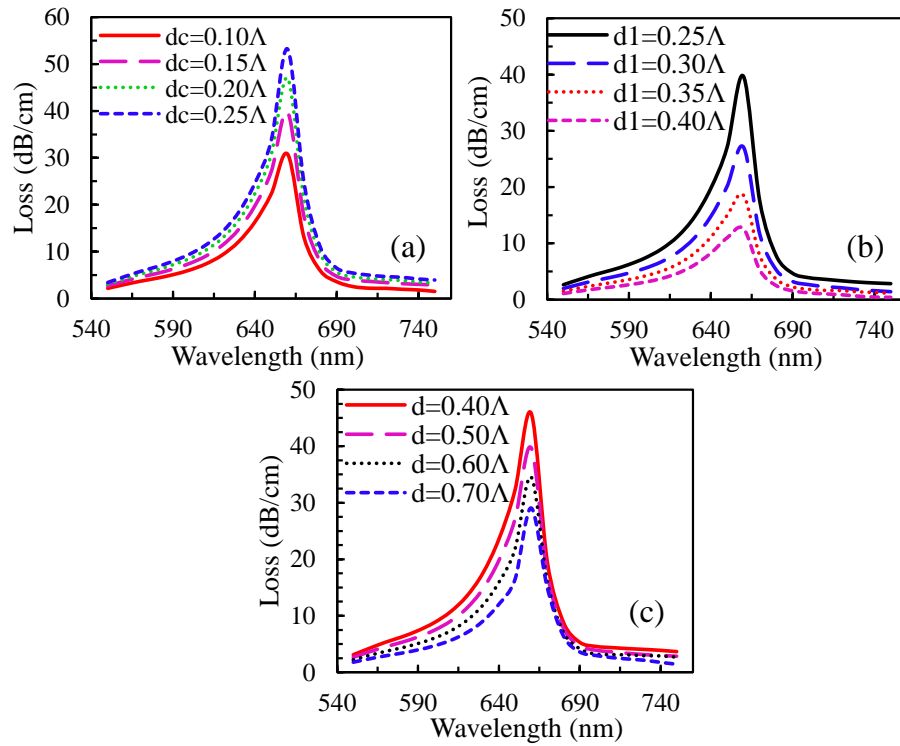 60
50
40
30
20
10
0
Loss (dB/cm)
dc=0.10Λ
dc=0.15Λ
dc=0.20Λ
dc=0.25Λ
(a)
540 590 640 690 740
Wavelength (nm)
50
40
30
20
10
0
Loss (dB/cm)
d1=0.25Λ
d1=0.30Λ
d1=0.35Λ
d1=0.40Λ
(b)
540 590 640 690 740
Wavelength (nm)
50
40
30
20
10
0
Loss (dB/cm)
d=0.40Λ
d=0.50Λ
d=0.60Λ
d=0.70Λ
(c)
540 590 640 690 740
Wavelength (nm)